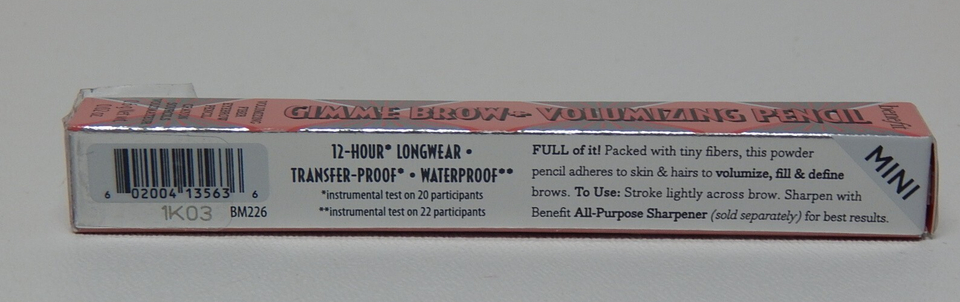 GIMME BROW+ VOLUMIZING PENCIL
benefit
12-HOUR* LONGWEAR •
TRANSFER-PROOF* • WATERPROOF**
*instrumental test on 20 participants
**instrumental test on 22 participants
FULL of it! Packed with tiny fibers, this powder
pencil adheres to skin & hairs to volumize, fill & define
brows. To Use: Stroke lightly across brow. Sharpen with
Benefit All-Purpose Sharpener (sold separately) for best results.
MINI
6 02004 13563 6
1K03 BM226